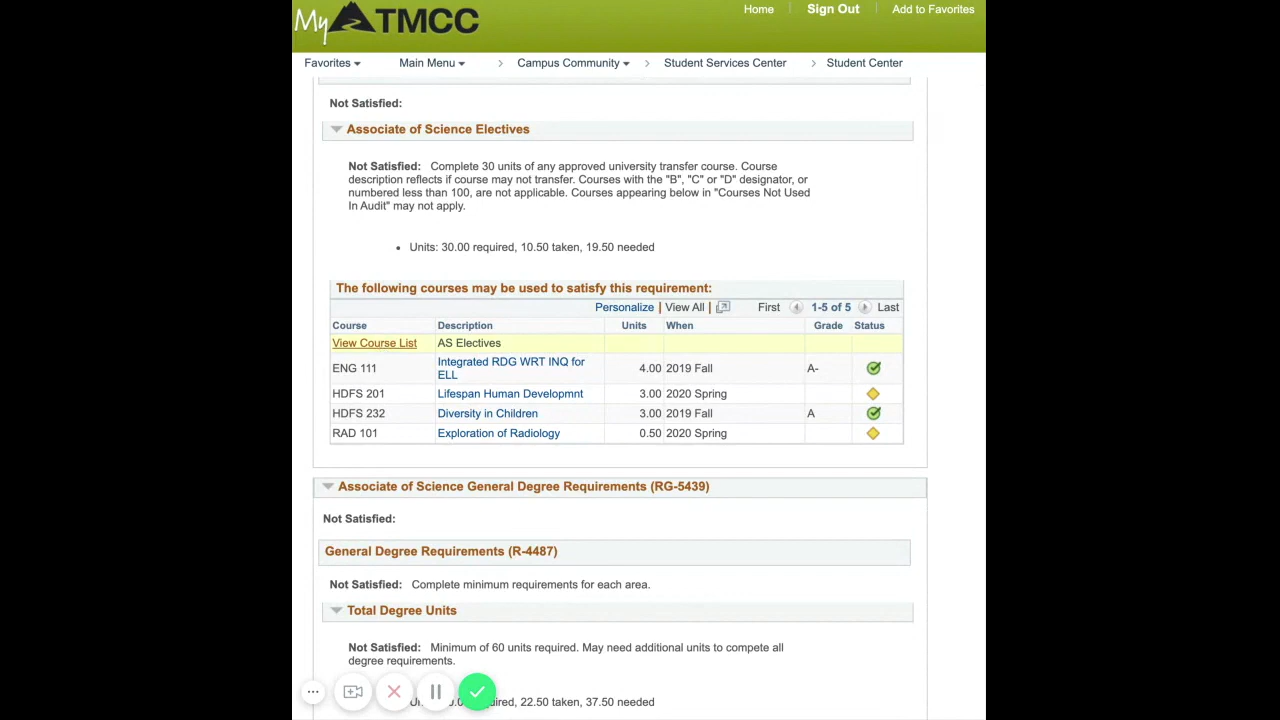 My TMCC
Home Sign Out Add to Favorites
Favorites Main Menu Campus Community Student Services Center Student Center
Not Satisfied:
Associate of Science Electives
Not Satisfied: Complete 30 units of any approved university transfer course. Course
description reflects if course may not transfer. Courses with the "B", "C" or "D" designator, or
numbered less than 100, are not applicable. Courses appearing below in "Courses Not Used
In Audit" may not apply.
• Units: 30.00 required, 10.50 taken, 19.50 needed
The following courses may be used to satisfy this requirement:
Personalize | View All | First 1-5 of 5 Last
Course Description Units When Grade Status
View Course List AS Electives
ENG 111 Integrated RDG WRT INQ for
ELL 4.00 2019 Fall A-
HDFS 201 Lifespan Human Developmnt 3.00 2020 Spring
HDFS 232 Diversity in Children 3.00 2019 Fall A
RAD 101 Exploration of Radiology 0.50 2020 Spring
Associate of Science General Degree Requirements (RG-5439)
Not Satisfied:
General Degree Requirements (R-4487)
Not Satisfied: Complete minimum requirements for each area.
Total Degree Units
Not Satisfied: Minimum of 60 units required. May need additional units to compete all
degree requirements.
22.50 taken, 37.50 needed